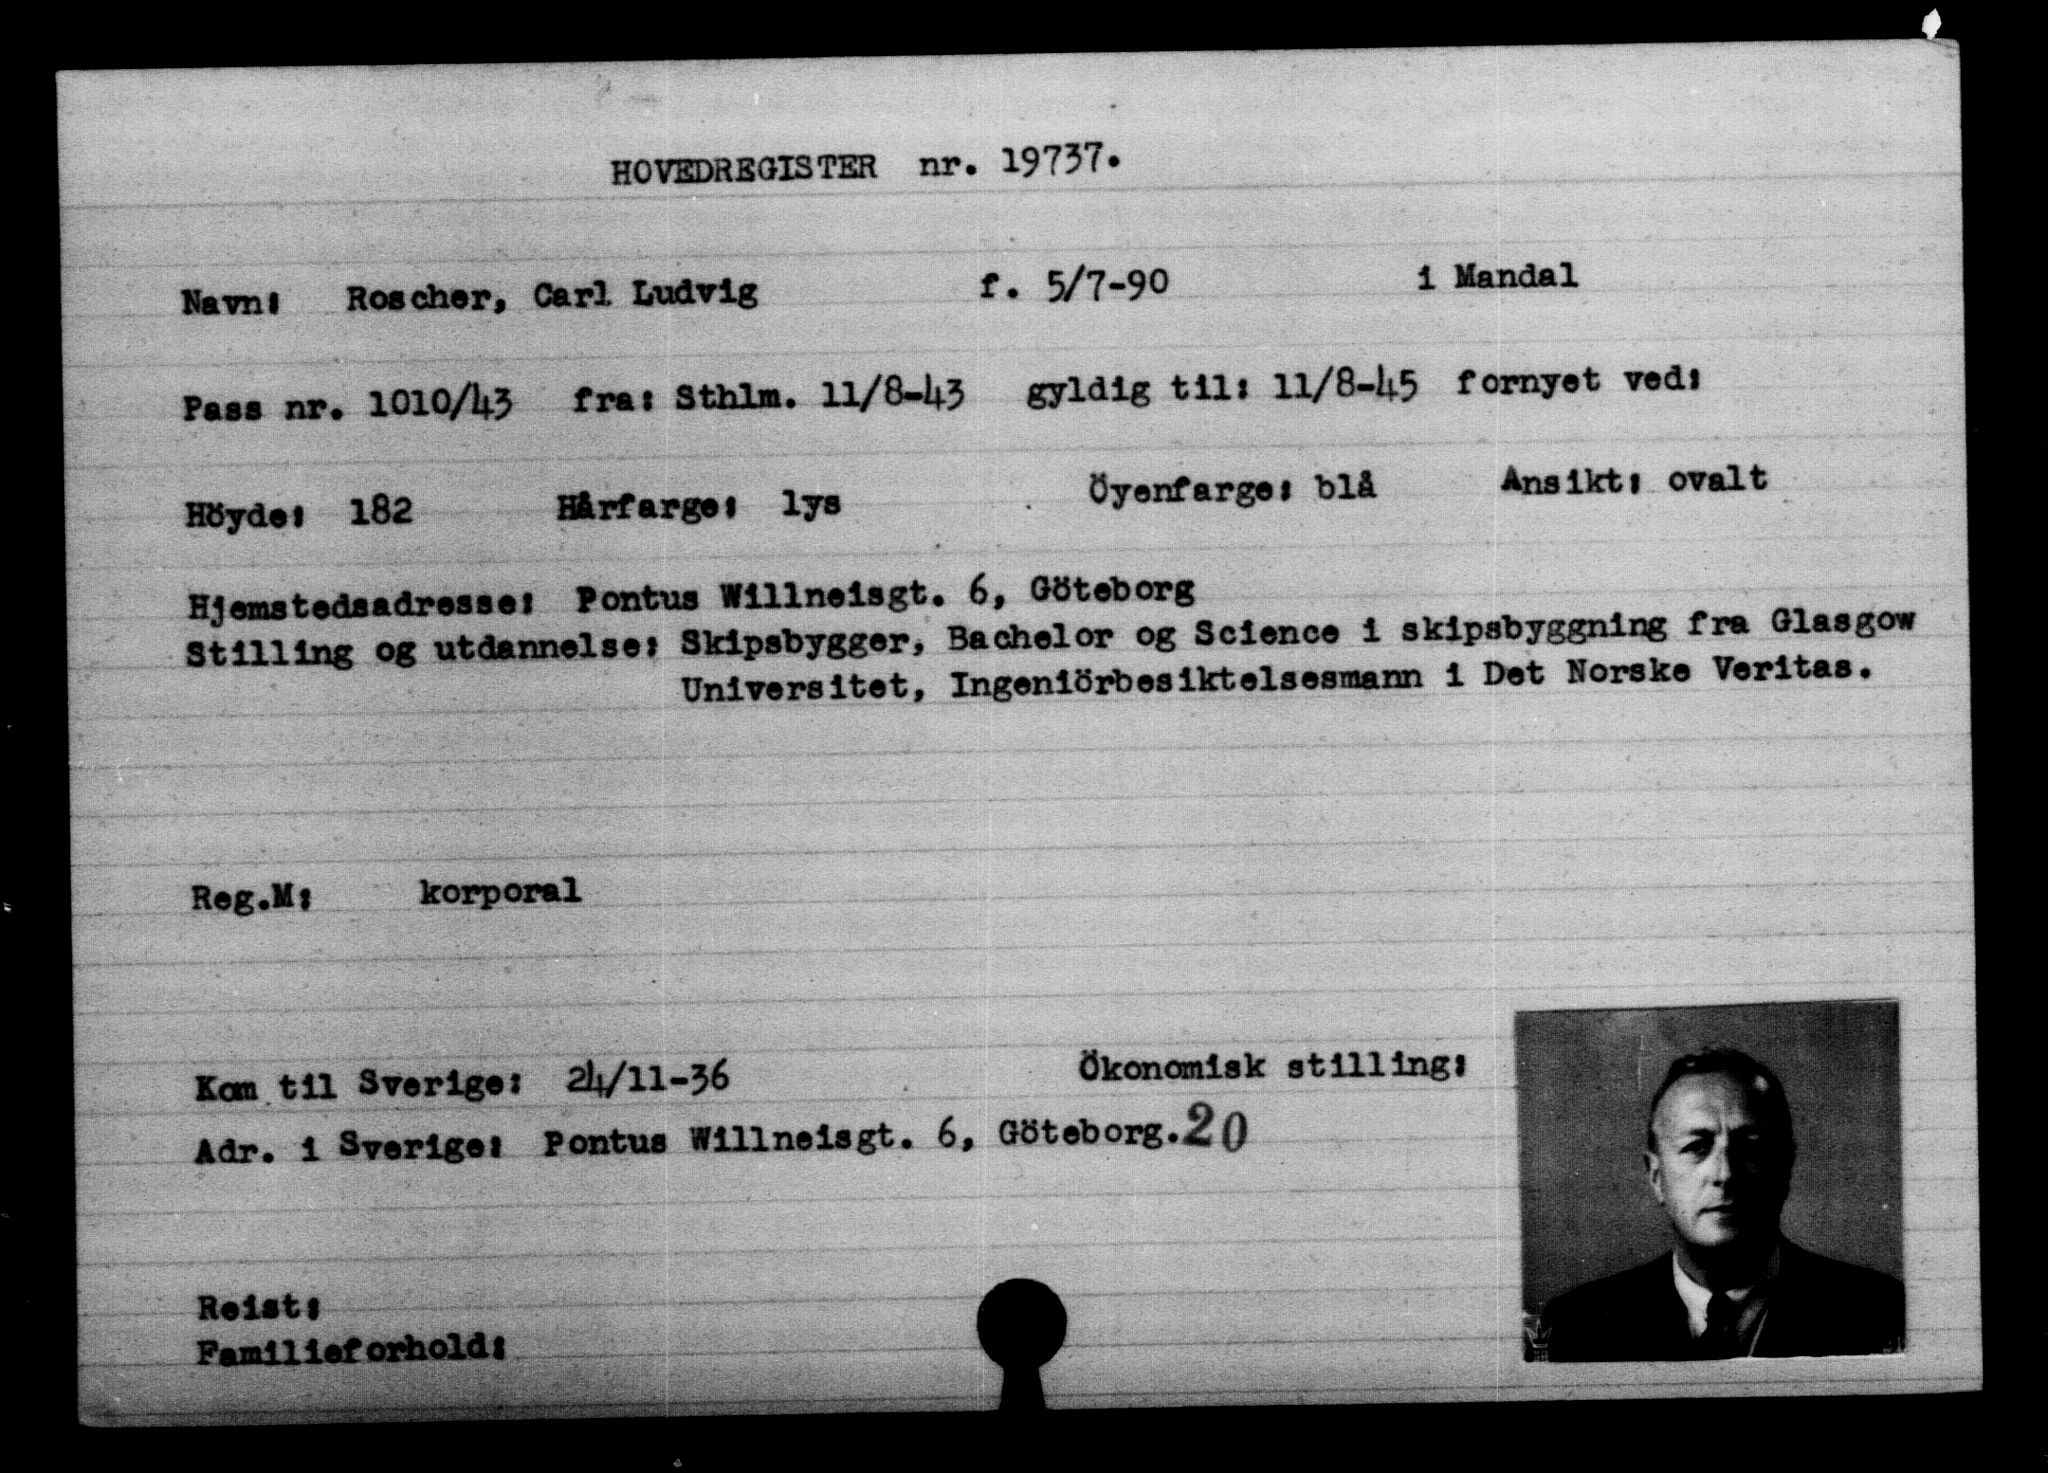 HOVEDREGISTER nr. 19737.
Navn: Roscher, Carl Ludvig f. 5/7-90 i Mandal
Pass nr. 1010/43 fra: Sthlm. 11/8-43 gyldig til: 11/8-45 fornyet ved:
Höyde: 182 Hårfarge: lys Öyenfarge: blå Ansikt: ovalt
Hjemstedsadresse: Pontus Willneisgt. 6, Göteborg
Stilling og utdannelse: Skipsbygger, Bachelor og Science i skipsbyggning fra Glasgow
Universitet, Ingeniörbesiktelsesmann i Det Norske Veritas.
Reg.M: korporal
Kom til Sverige: 24/11-36 Ökonomisk stilling:
Adr. i Sverige: Pontus Willneisgt. 6, Göteborg. 20
Reist:
Familieforhold: